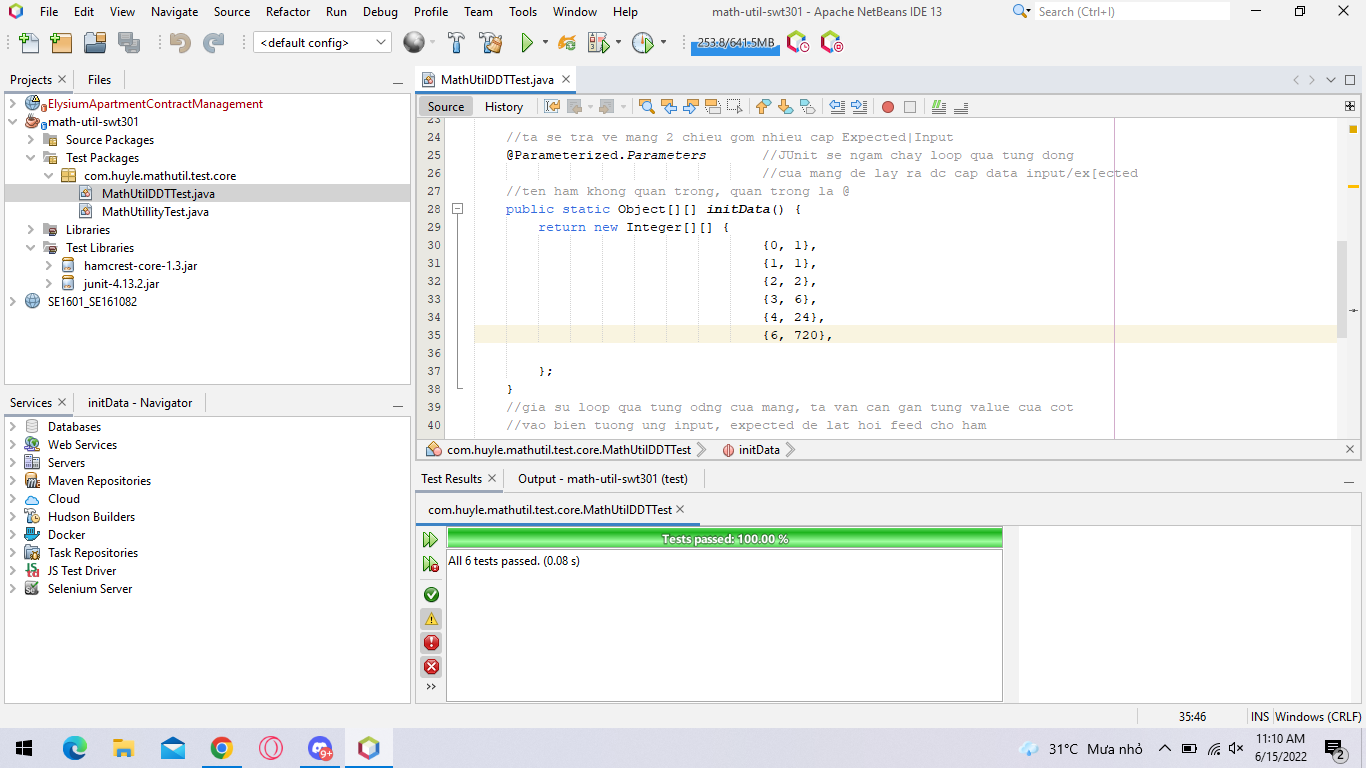 File Edit View Navigate Source Refactor Run Debug Profile Team Tools Window Help math-util-swt301 - Apache NetBeans IDE 13 Search (Ctrl+I)
<default config> 253.8/641.5MB
Projects Files
ElysiumApartmentContractManagement
math-util-swt301
Source Packages
Test Packages
com.huyle.mathutil.test.core
MathUtilDDTTest.java
MathUtillityTest.java
Libraries
Test Libraries
hamcrest-core-1.3.jar
junit-4.13.2.jar
SE1601_SE161082
Services initData - Navigator
Databases
Web Services
Servers
Maven Repositories
Cloud
Hudson Builders
Docker
Task Repositories
JS Test Driver
Selenium Server
MathUtilDDTTest.java
Source History
23
24 //ta se tra ve mang 2 chieu gom nhieu cap Expected|Input
25 @Parameterized.Parameters //JUnit se ngam chay loop qua tung dong
26 //cua mang de lay ra dc cap data input/ex[ected
27 //ten ham khong quan trong, quan trong la @
28 public static Object[][] initData() {
29 return new Integer[][] {
30 {0, 1},
31 {1, 1},
32 {2, 2},
33 {3, 6},
34 {4, 24},
35 {6, 720},
36
37 };
38 }
39 //gia su loop qua tung odng cua mang, ta van can gan tung value cua cot
40 //vao bien tuong ung input, expected de lat hoi feed cho ham
com.huyle.mathutil.test.core.MathUtilDDTTest initData
Test Results Output - math-util-swt301 (test)
com.huyle.mathutil.test.core.MathUtilDDTTest
Tests passed: 100.00 %
All 6 tests passed. (0.08 s)
35:46 INS Windows (CRLF)
9+ 31°C Mưa nhỏ 11:10 AM
6/15/2022 2